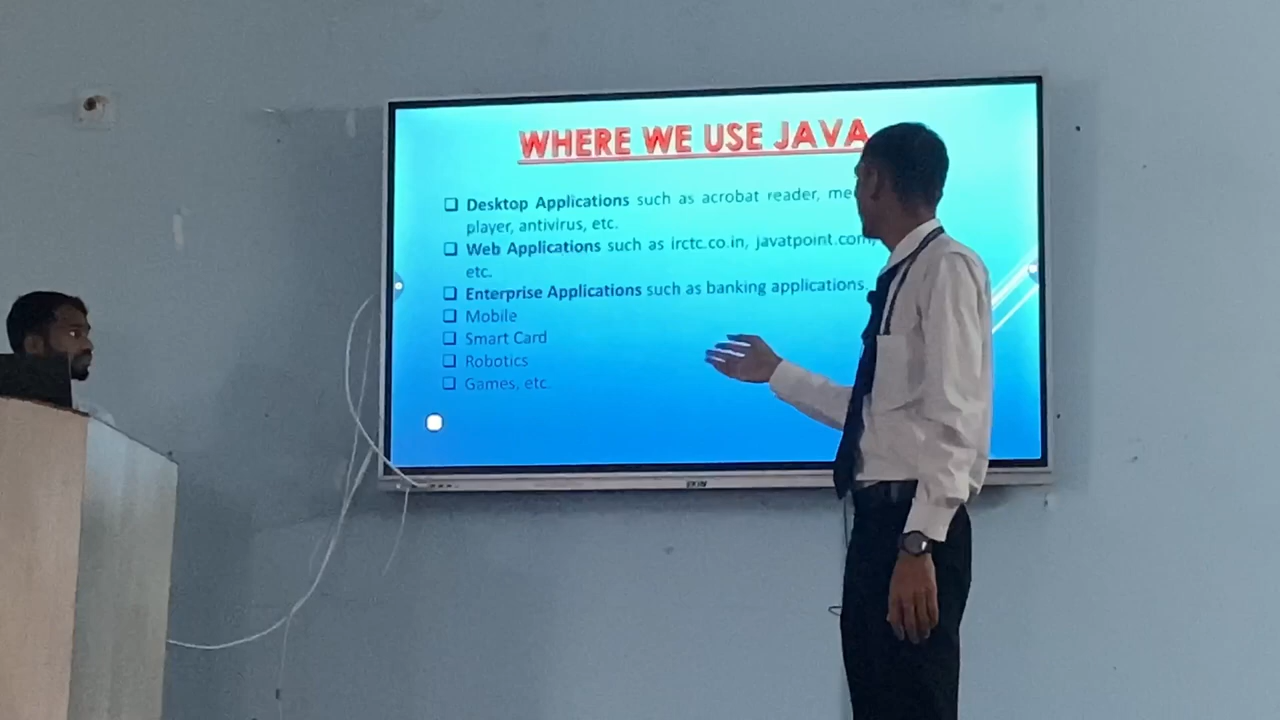 WHERE WE USE JAVA
❑ Desktop Applications such as acrobat reader,
player, antivirus, etc.
❑ Web Applications such as irctc.co.in, javatpoint.com,
etc.
❑ Enterprise Applications such as banking applications.
❑ Mobile
❑ Smart Card
❑ Robotics
❑ Games, etc.